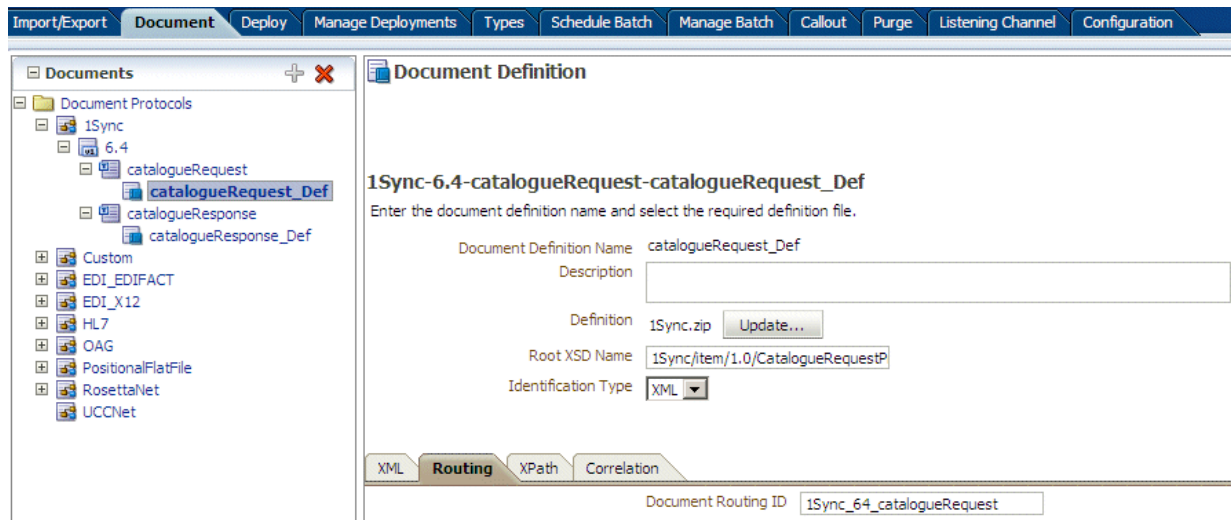 Import/Export Document Deploy Manage Deployments Types Schedule Batch Manage Batch Callout Purge Listening Channel Configuration
Documents
Document Protocols
1Sync
6.4
catalogueRequest
catalogueRequest_Def
catalogueResponse
catalogueResponse_Def
Custom
EDI_EDIFACT
EDI_X12
HL7
OAG
PositionalFlatFile
RosettaNet
UCCNet
Document Definition
1Sync-6.4-catalogueRequest-catalogueRequest_Def
Enter the document definition name and select the required definition file.
Document Definition Name catalogueRequest_Def
Description
Definition 1Sync.zip Update...
Root XSD Name 1Sync/item/1.0/CatalogueRequestP
Identification Type XML
XML Routing XPath Correlation
Document Routing ID 1Sync_64_catalogueRequest